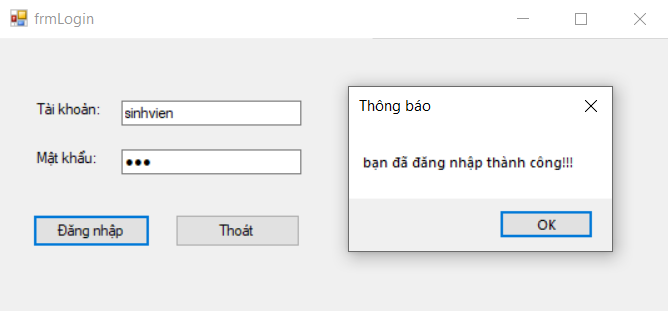 frmLogin
Tài khoản:
sinhvien
Mật khẩu:
●●●
Đăng nhập
Thoát
Thông báo
bạn đã đăng nhập thành công!!!
OK